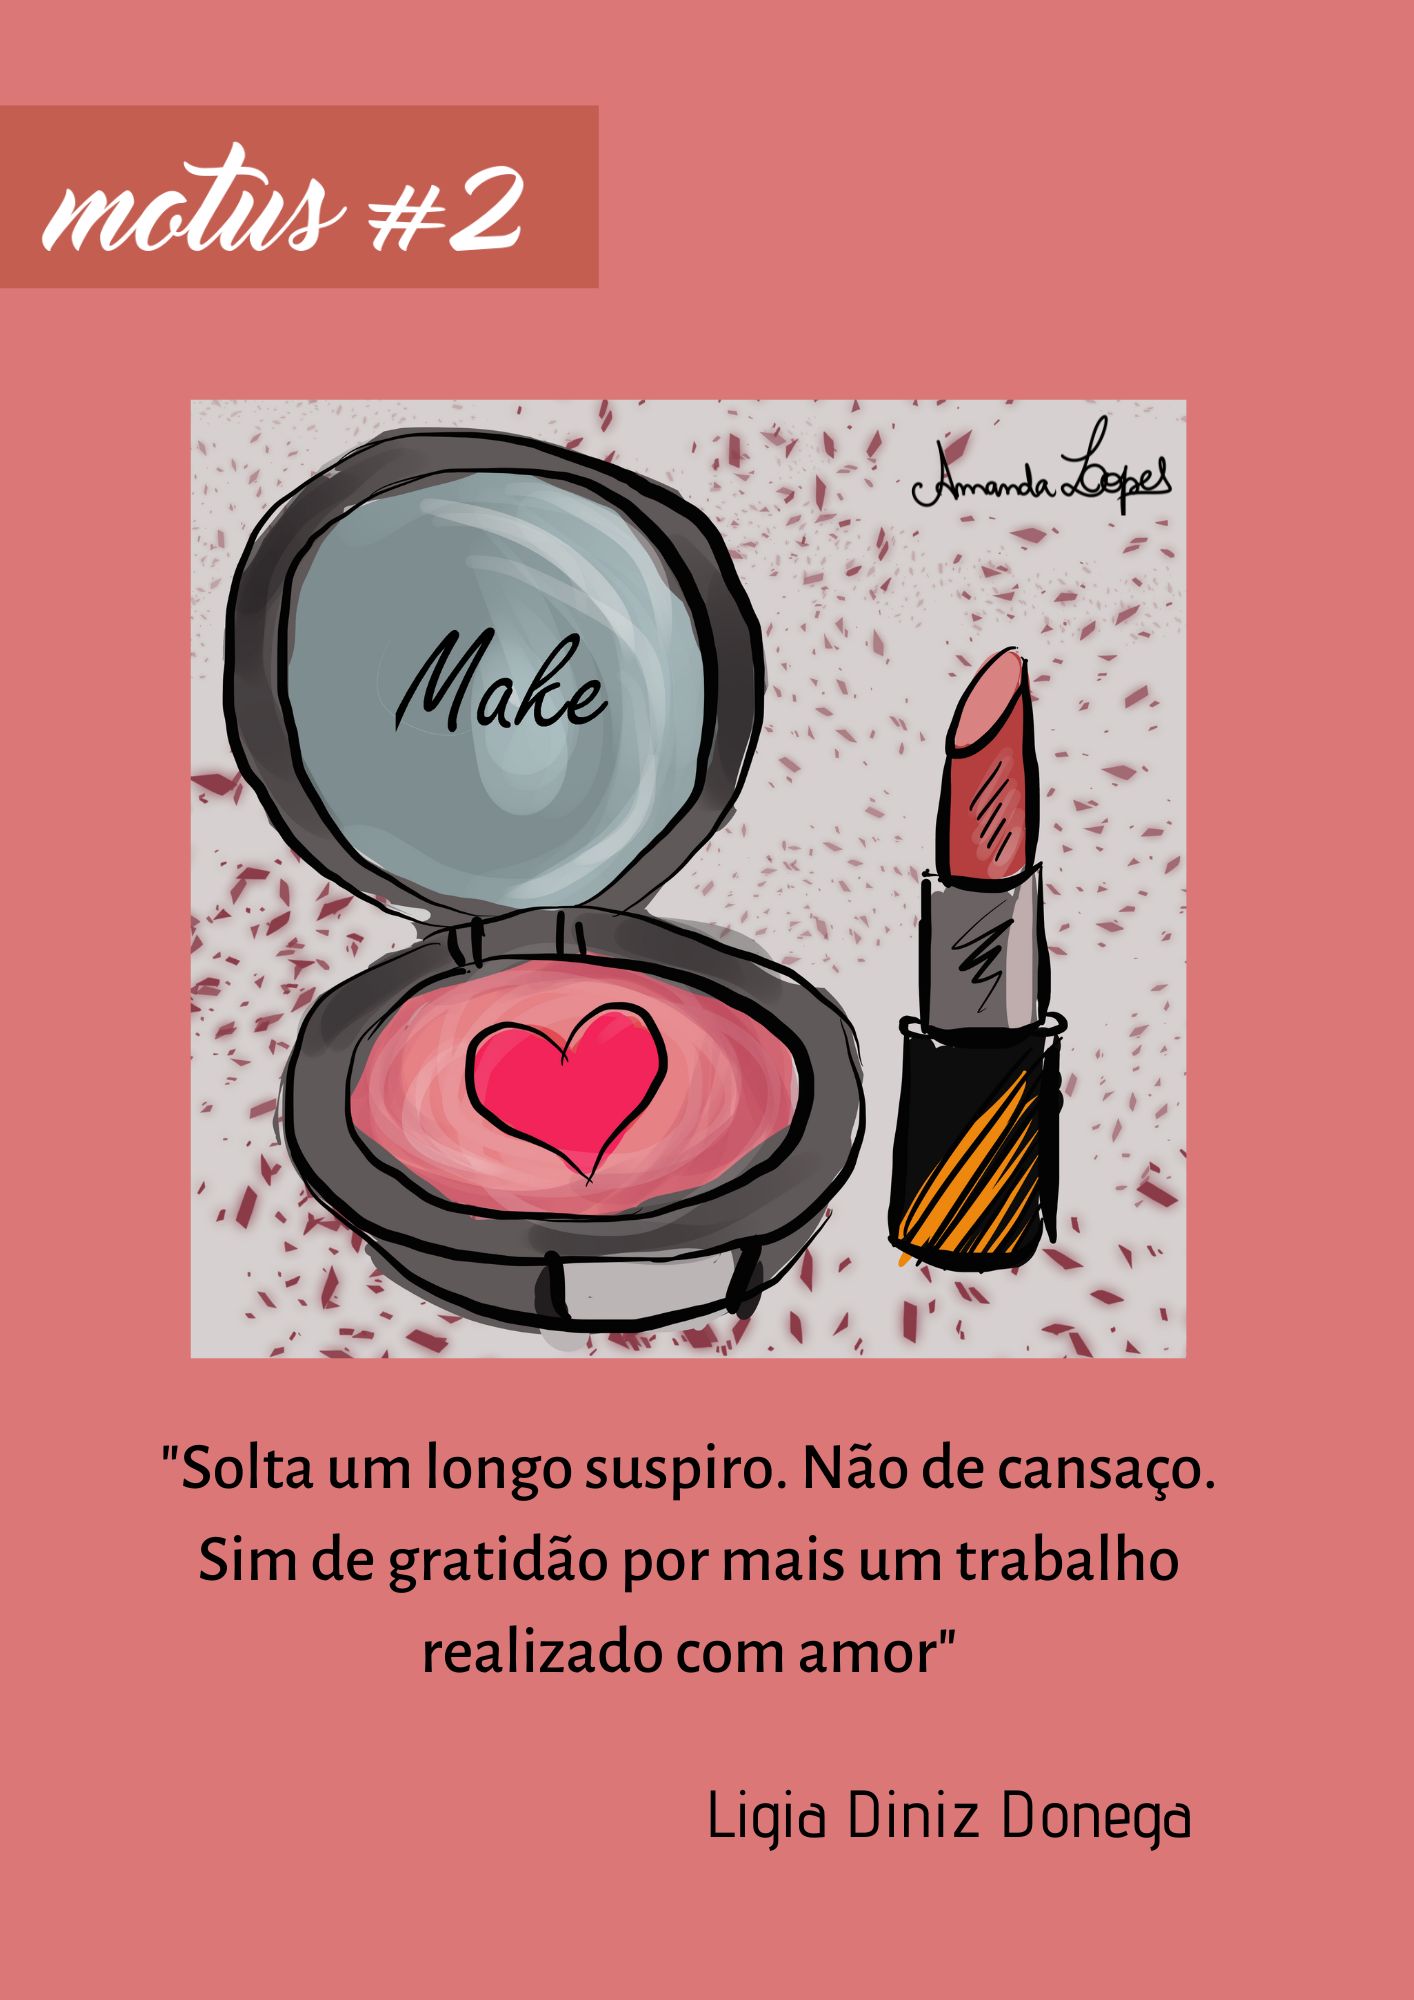 motus #2
Amanda Lopes
Make
"Solta um longo suspiro. Não de cansaço.
Sim de gratidão por mais um trabalho
realizado com amor"
Ligia Diniz Donega